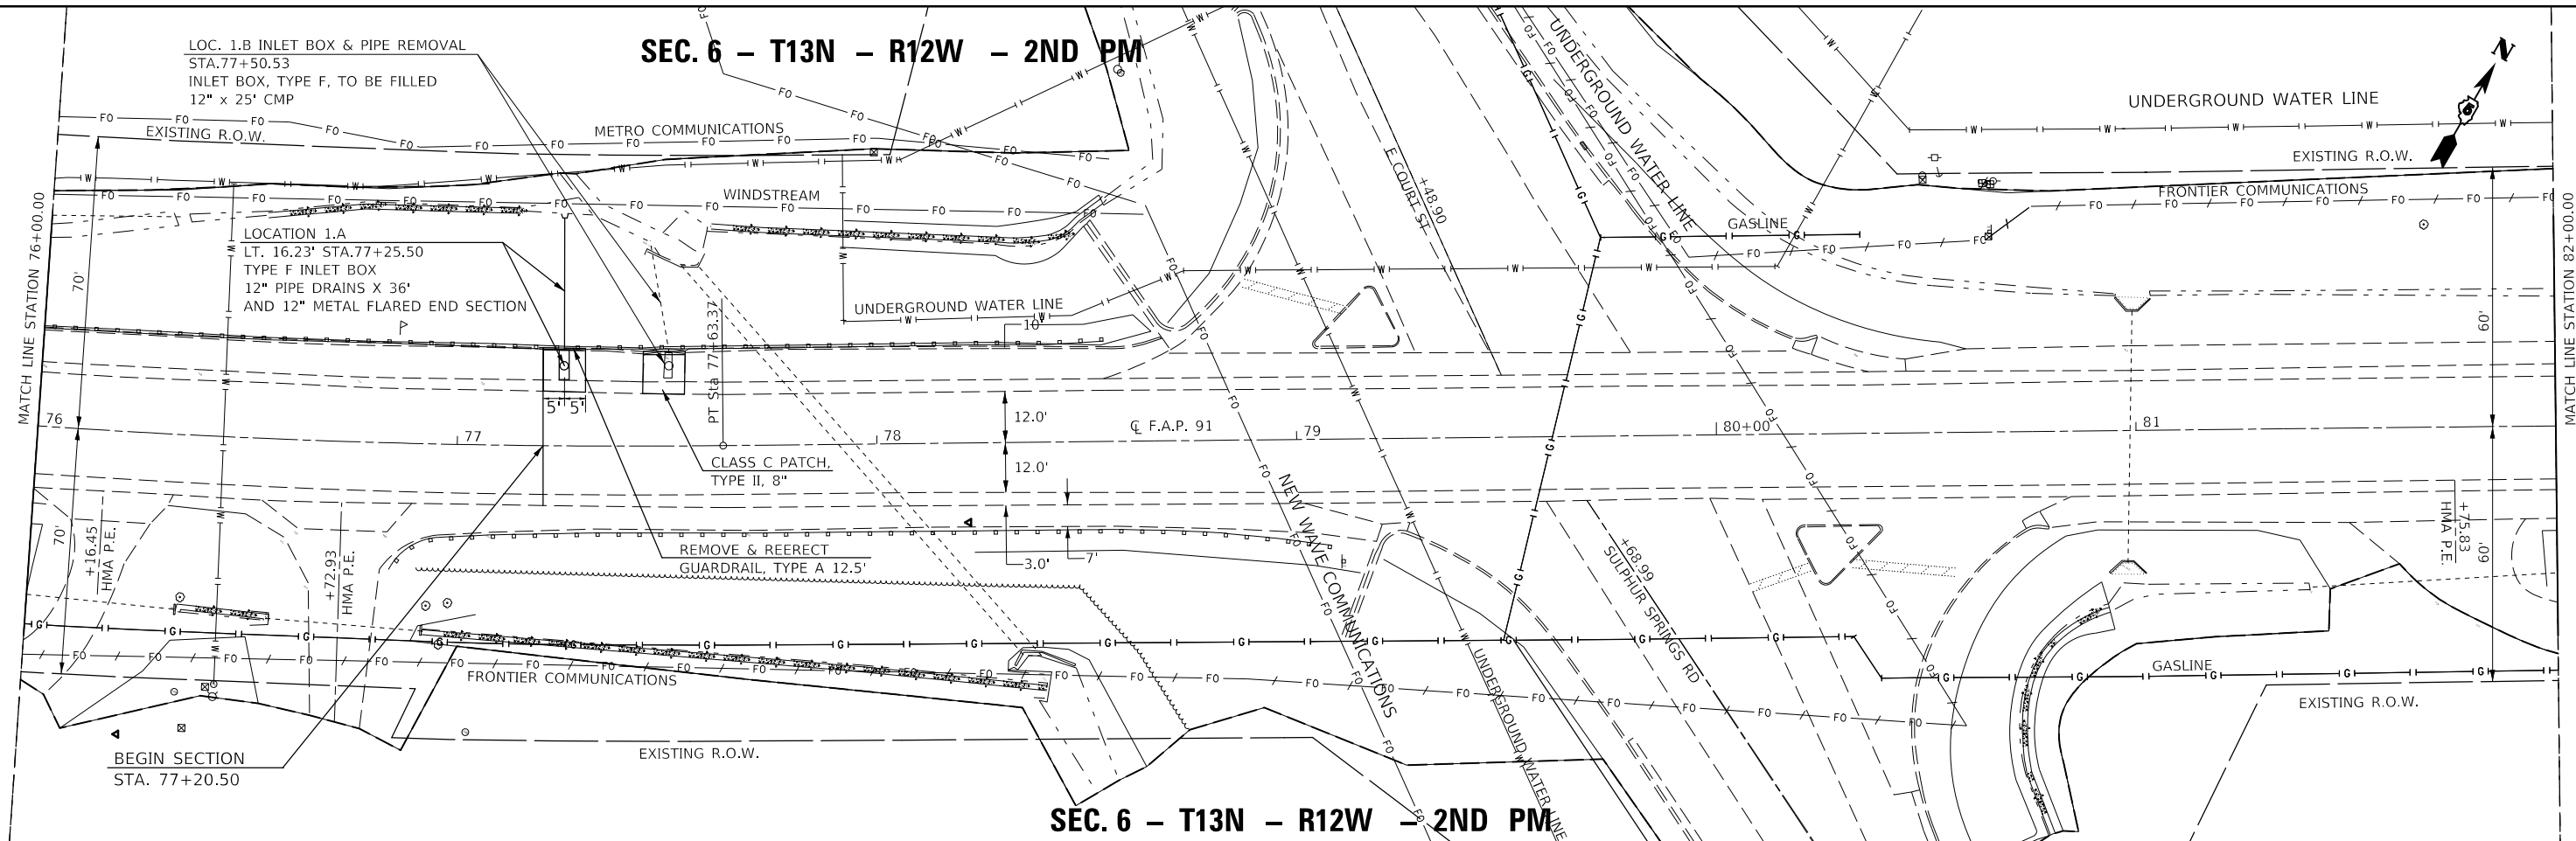 SEC. 6 – T13N – R12W – 2ND PM
LOC. 1.B INLET BOX & PIPE REMOVAL
STA.77+50.53
INLET BOX, TYPE F, TO BE FILLED
12" x 25' CMP
EXISTING R.O.W.
METRO COMMUNICATIONS
WINDSTREAM
LOCATION 1.A
LT. 16.23' STA.77+25.50
TYPE F INLET BOX
12" PIPE DRAINS X 36'
AND 12" METAL FLARED END SECTION
UNDERGROUND WATER LINE
10'
MATCH LINE STATION 76+00.00
70'
70'
76
77
78
79
80+00
81
PT Sta 77+63.37
5' 5'
12.0'
12.0'
℄ F.A.P. 91
CLASS C PATCH,
TYPE II, 8"
REMOVE & REERECT
GUARDRAIL, TYPE A 12.5'
3.0'
7'
+16.45
HMA P.E.
+72.93
HMA P.E.
FRONTIER COMMUNICATIONS
BEGIN SECTION
STA. 77+20.50
EXISTING R.O.W.
E COURT ST
+48.90
UNDERGROUND WATER LINE
UNDERGROUND WATER LINE
GASLINE
UNDERGROUND WATER LINE
N
EXISTING R.O.W.
FRONTIER COMMUNICATIONS
60'
60'
MATCH LINE STATION 82+00.00
NEW WAVE COMMUNICATIONS
UNDERGROUND WATER LINE
+68.99
SULPHUR SPRINGS RD
+75.83
HMA P.E.
GASLINE
EXISTING R.O.W.
SEC. 6 – T13N – R12W – 2ND PM